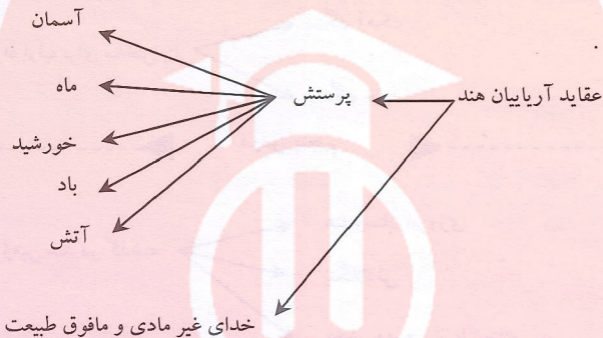 عقاید آریاییان هند
پرستش
آسمان
ماه
خورشید
باد
آتش
خدای غیر مادی و مافوق طبیعت